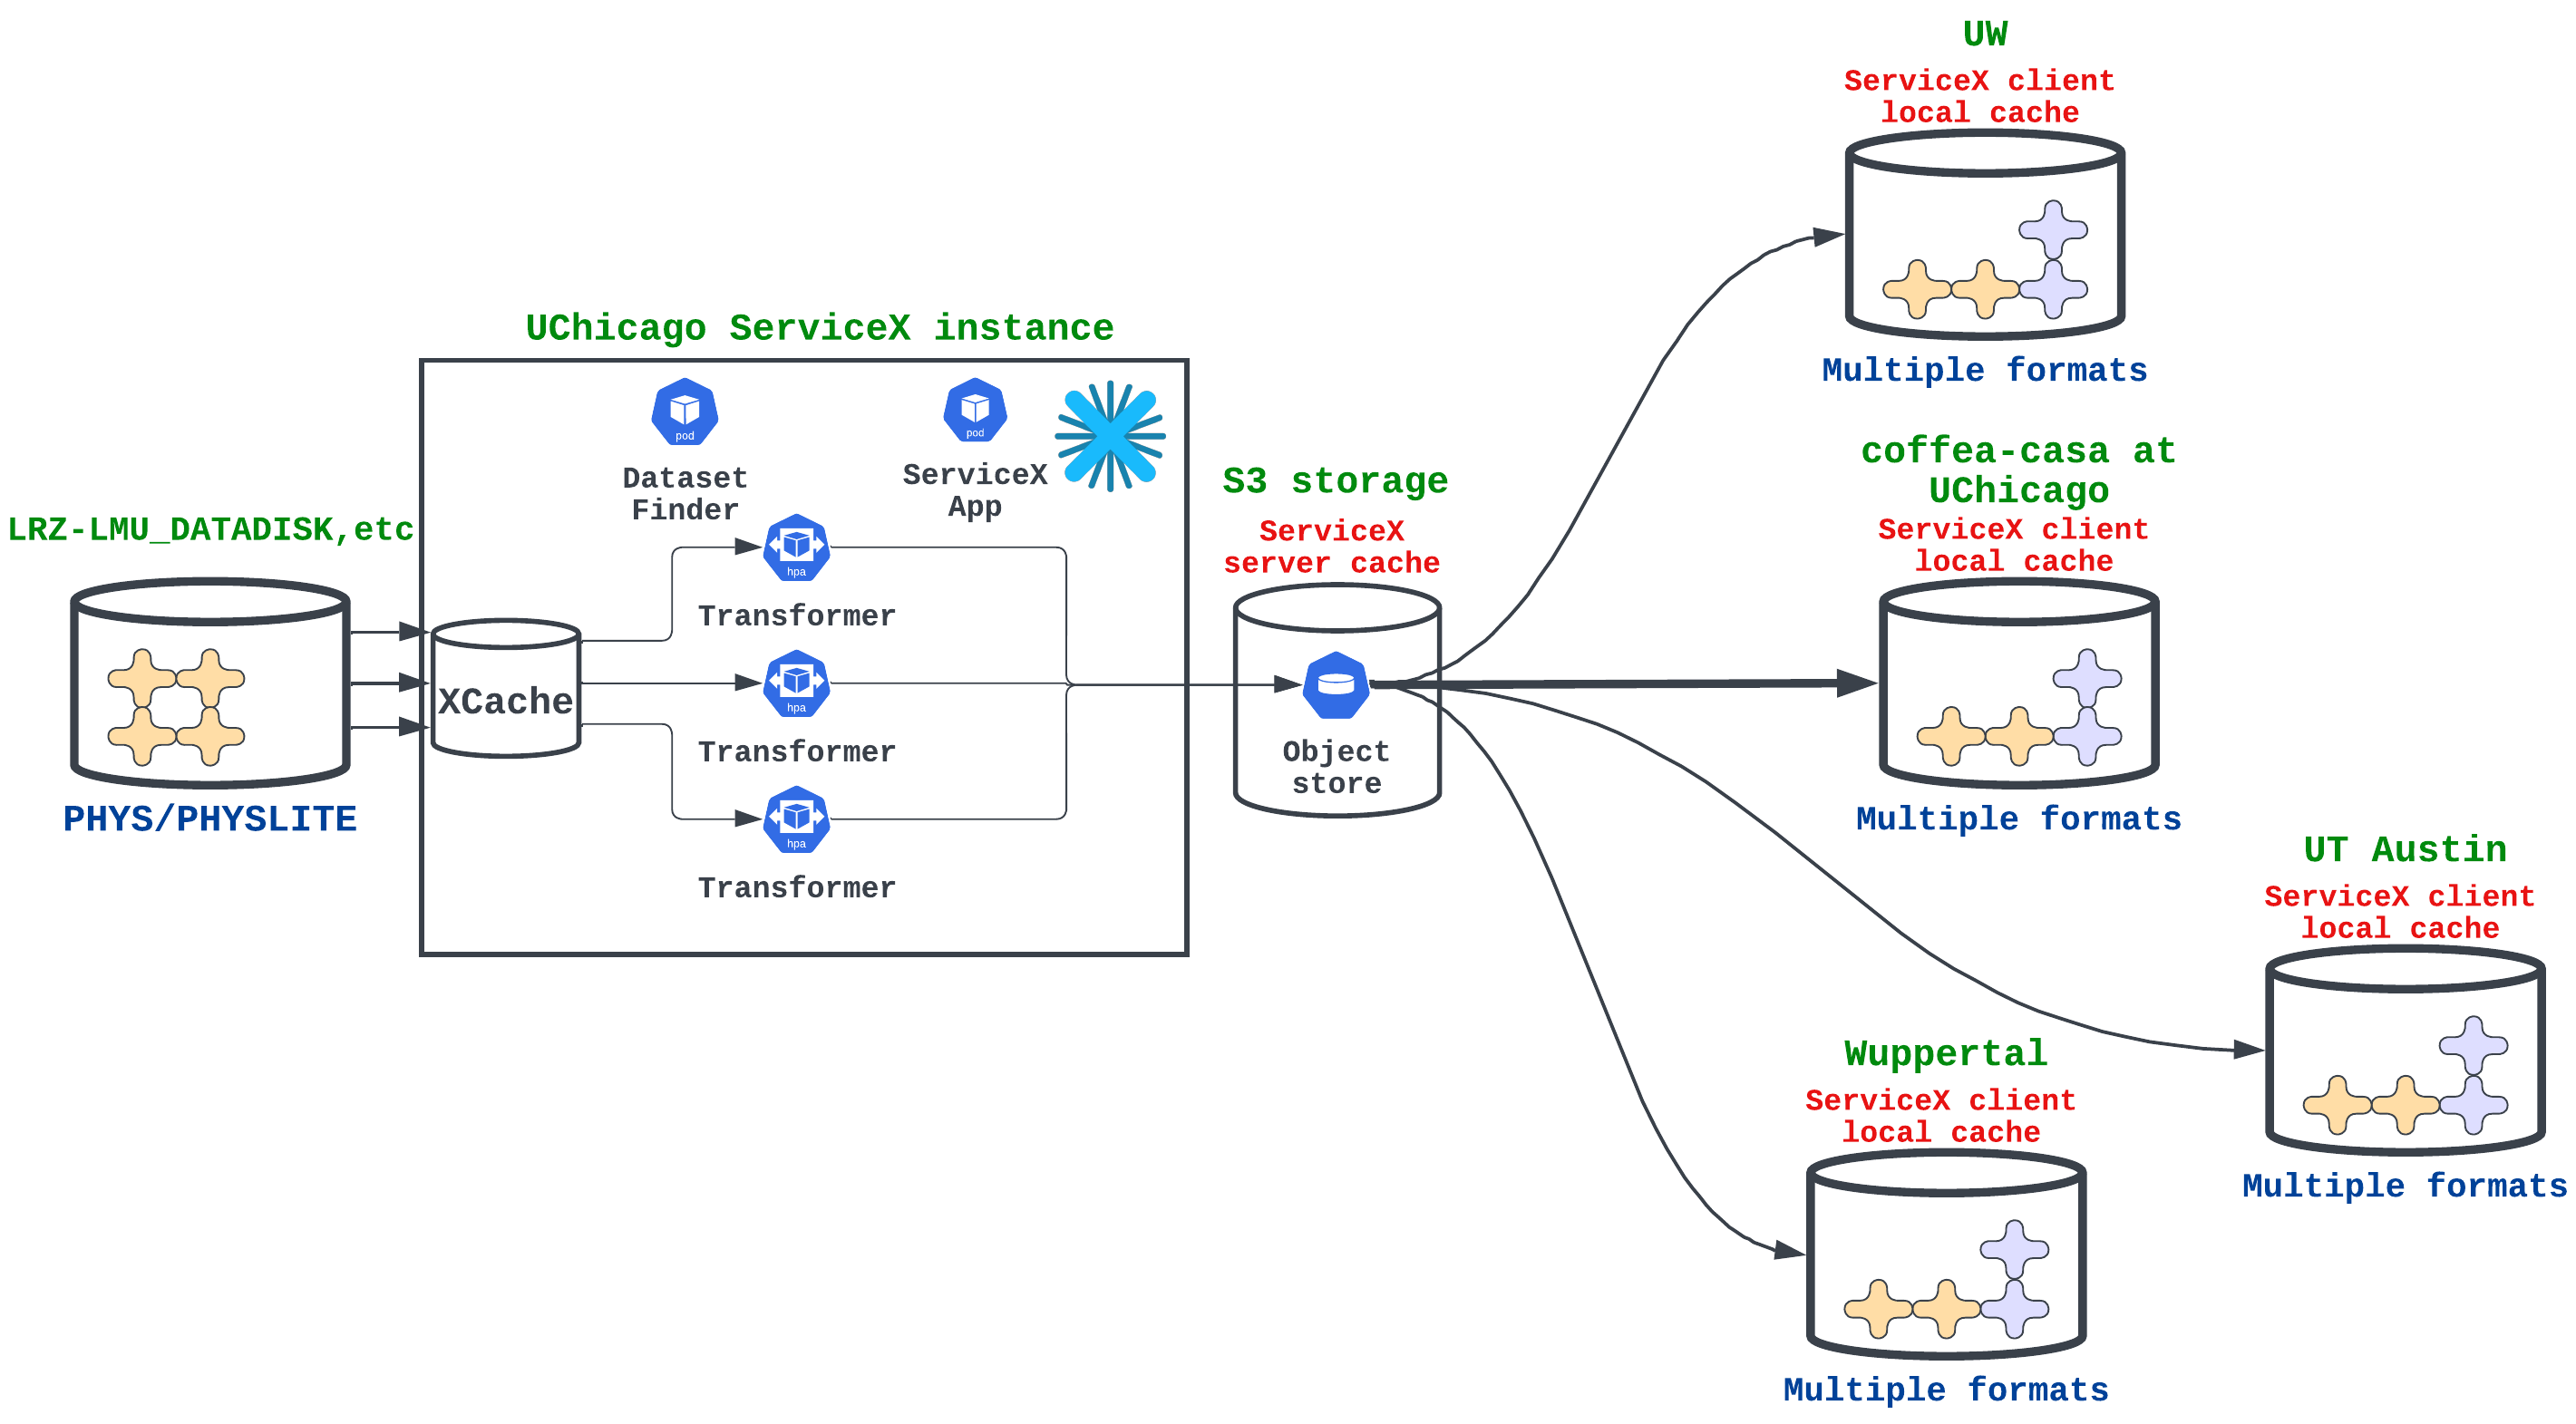 LRZ-LMU_DATADISK,etc
PHYS/PHYSLITE
UChicago ServiceX instance
pod
Dataset
Finder
pod
ServiceX
App
XCache
hpa
Transformer
hpa
Transformer
hpa
Transformer
S3 storage
ServiceX
server cache
Object
store
UW
ServiceX client
local cache
Multiple formats
coffea-casa at
UChicago
ServiceX client
local cache
Multiple formats
UT Austin
ServiceX client
local cache
Multiple formats
Wuppertal
ServiceX client
local cache
Multiple formats